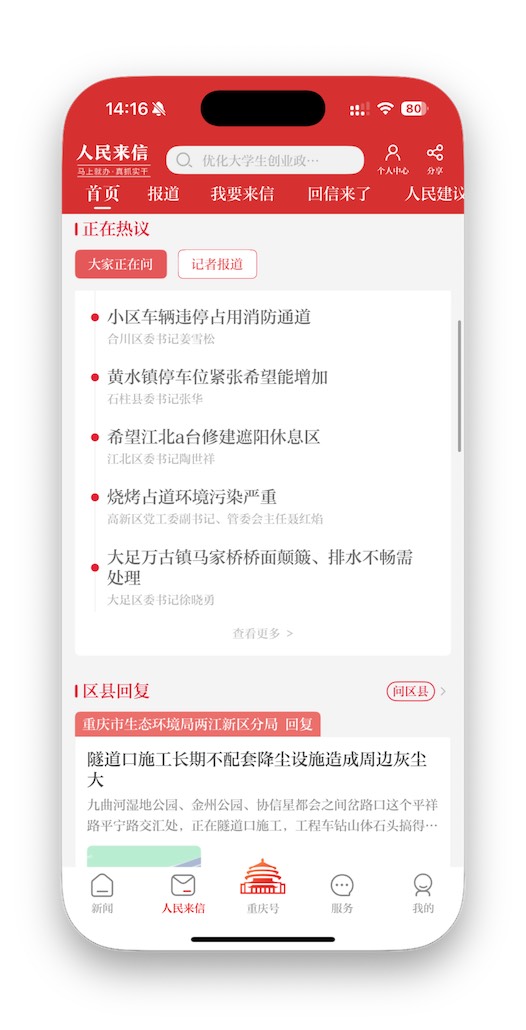 14:16
80
人民来信
马上就办·真抓实干
优化大学生创业政…
个人中心
分享
首页 报道 我要来信 回信来了 人民建议
正在热议
大家正在问 记者报道
小区车辆违停占用消防通道
合川区委书记姜雪松
黄水镇停车位紧张希望能增加
石柱县委书记张华
希望江北a台修建遮阳休息区
江北区委书记陶世祥
烧烤占道环境污染严重
高新区党工委副书记、管委会主任聂红焰
大足万古镇马家桥桥面颠簸、排水不畅需
处理
大足区委书记徐晓勇
查看更多 >
区县回复
问区县 >
重庆市生态环境局两江新区分局 回复
隧道口施工长期不配套降尘设施造成周边灰尘
大
九曲河湿地公园、金州公园、协信星都会之间岔路口这个平祥
路平宁路交汇处，正在隧道口施工，工程车钻山体石头搞得…
新闻 人民来信 重庆号 服务 我的